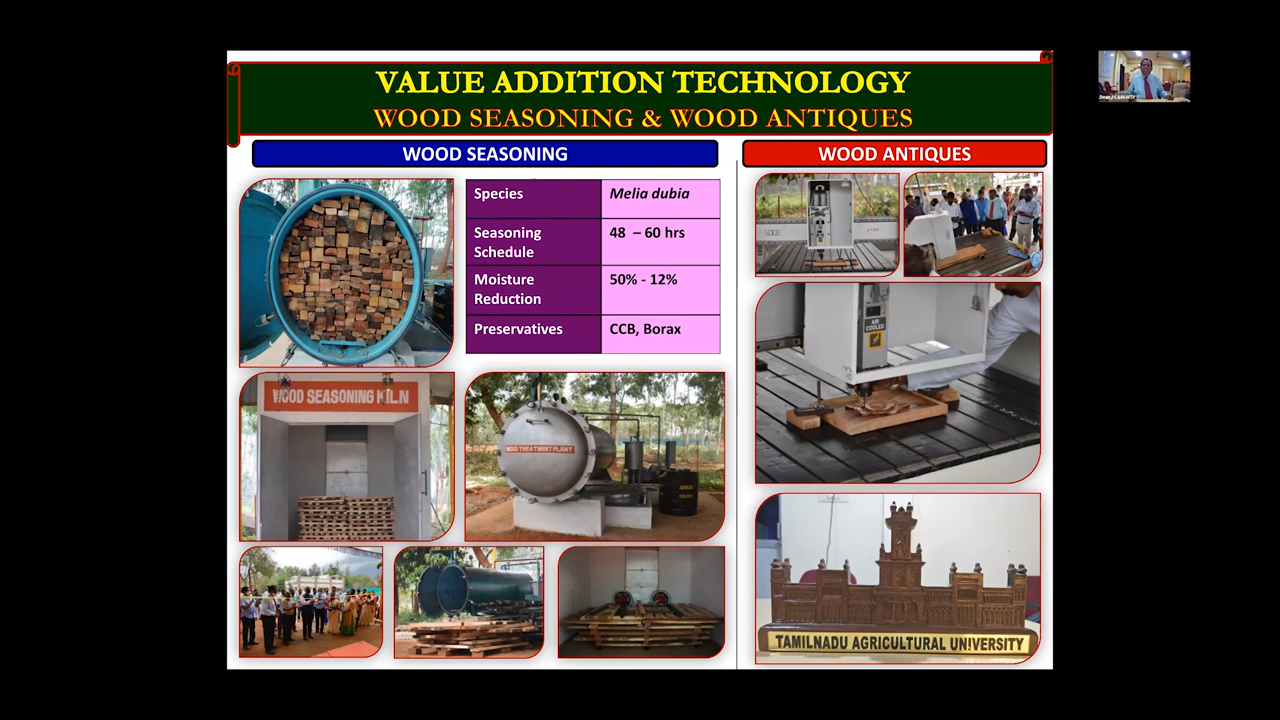 VALUE ADDITION TECHNOLOGY
WOOD SEASONING & WOOD ANTIQUES
WOOD SEASONING
Species Melia dubia
Seasoning Schedule 48 – 60 hrs
Moisture Reduction 50% - 12%
Preservatives CCB, Borax
WOOD SEASONING KILN
WOOD TREATMENT PLANT
WOOD ANTIQUES
AIR
COOLED
TAMILNADU AGRICULTURAL UNIVERSITY